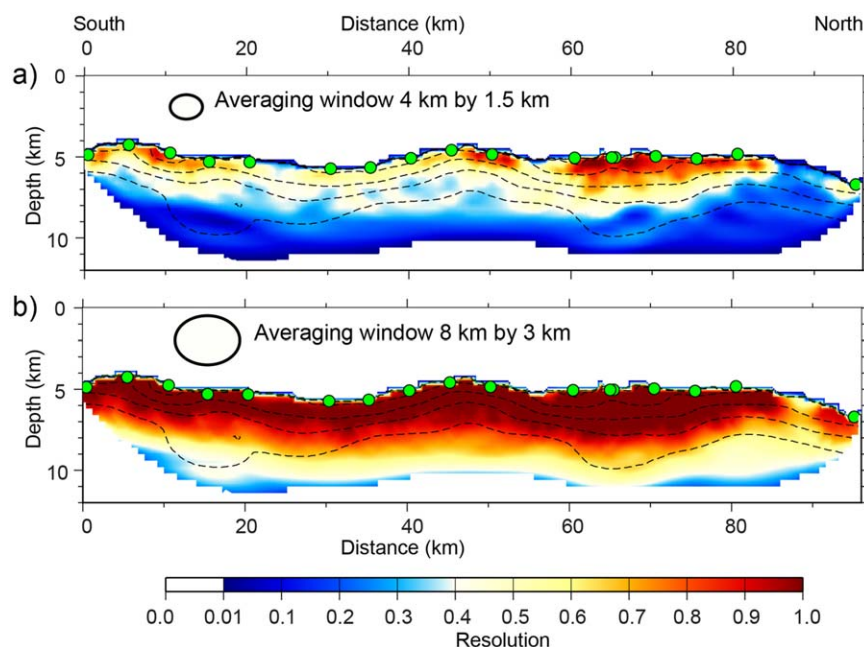 South Distance (km) North
0 20 40 60 80
a)
Averaging window 4 km by 1.5 km
0
5
10
Depth (km)
b)
Averaging window 8 km by 3 km
0
5
10
Depth (km)
0 20 40 60 80
Distance (km)
0.0 0.01 0.1 0.2 0.3 0.4 0.5 0.6 0.7 0.8 0.9 1.0
Resolution